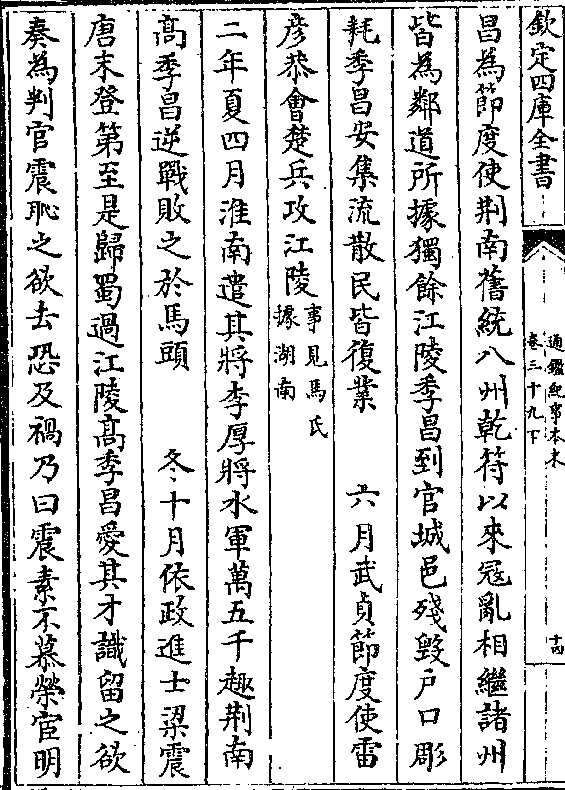 欽定四庫全書
通鑑紀事本末
卷三十九下
十四
昌為節度使荆南舊統八州乾符以來冦亂相繼諸州
皆為鄰道所據獨餘江陵季昌到官城邑殘毀户口彫
耗季昌安集流散民皆復業 六月武貞節度使雷
彦恭會楚兵攻江陵事見馬氏
據湖南
二年夏四月淮南遣其將李厚將水軍萬五千趣荆南
髙季昌逆戰敗之於馬頭 冬十月依政進士梁震
唐末登第至是歸蜀過江陵髙季昌愛其才識留之欲
奏為判官震恥之欲去恐及禍乃曰震素不慕榮宦明